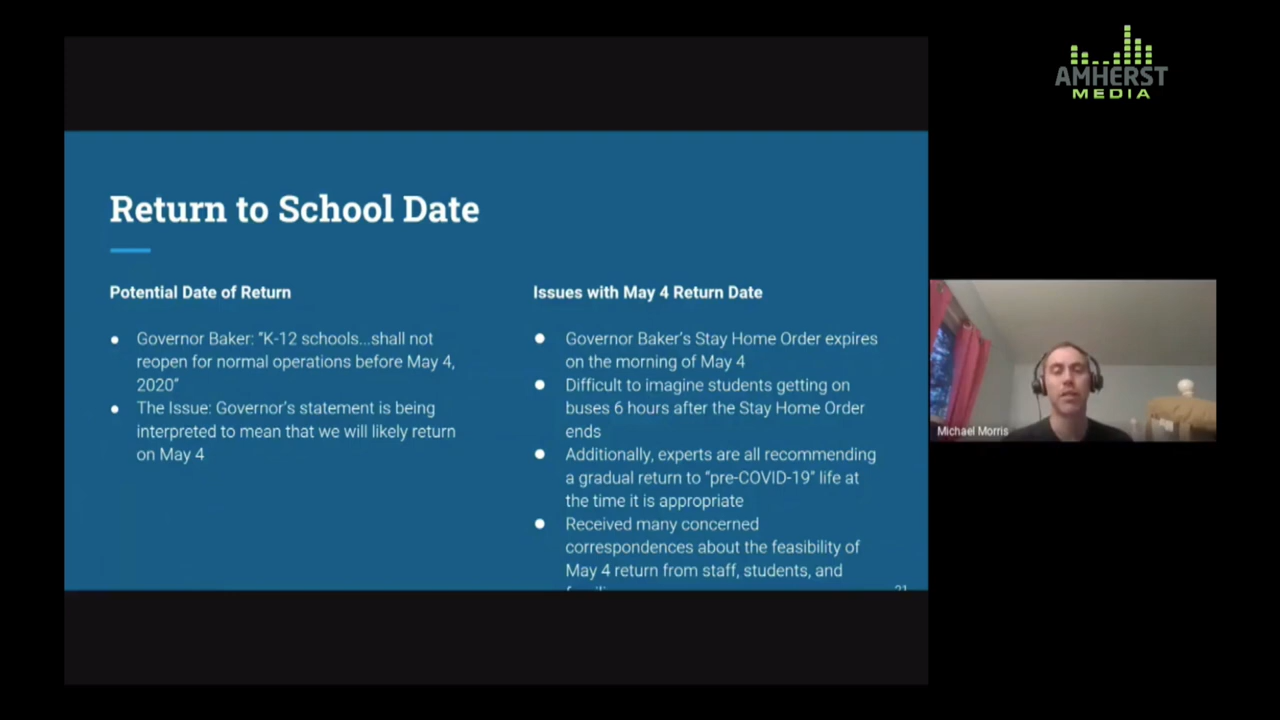 AMHERST
MEDIA
Return to School Date
Potential Date of Return
● Governor Baker: "K-12 schools...shall not
reopen for normal operations before May 4,
2020"
● The Issue: Governor's statement is being
interpreted to mean that we will likely return
on May 4
Issues with May 4 Return Date
● Governor Baker's Stay Home Order expires
on the morning of May 4
● Difficult to imagine students getting on
buses 6 hours after the Stay Home Order
ends
● Additionally, experts are all recommending
a gradual return to "pre-COVID-19" life at
the time it is appropriate
● Received many concerned
correspondences about the feasibility of
May 4 return from staff, students, and
Michael Morris